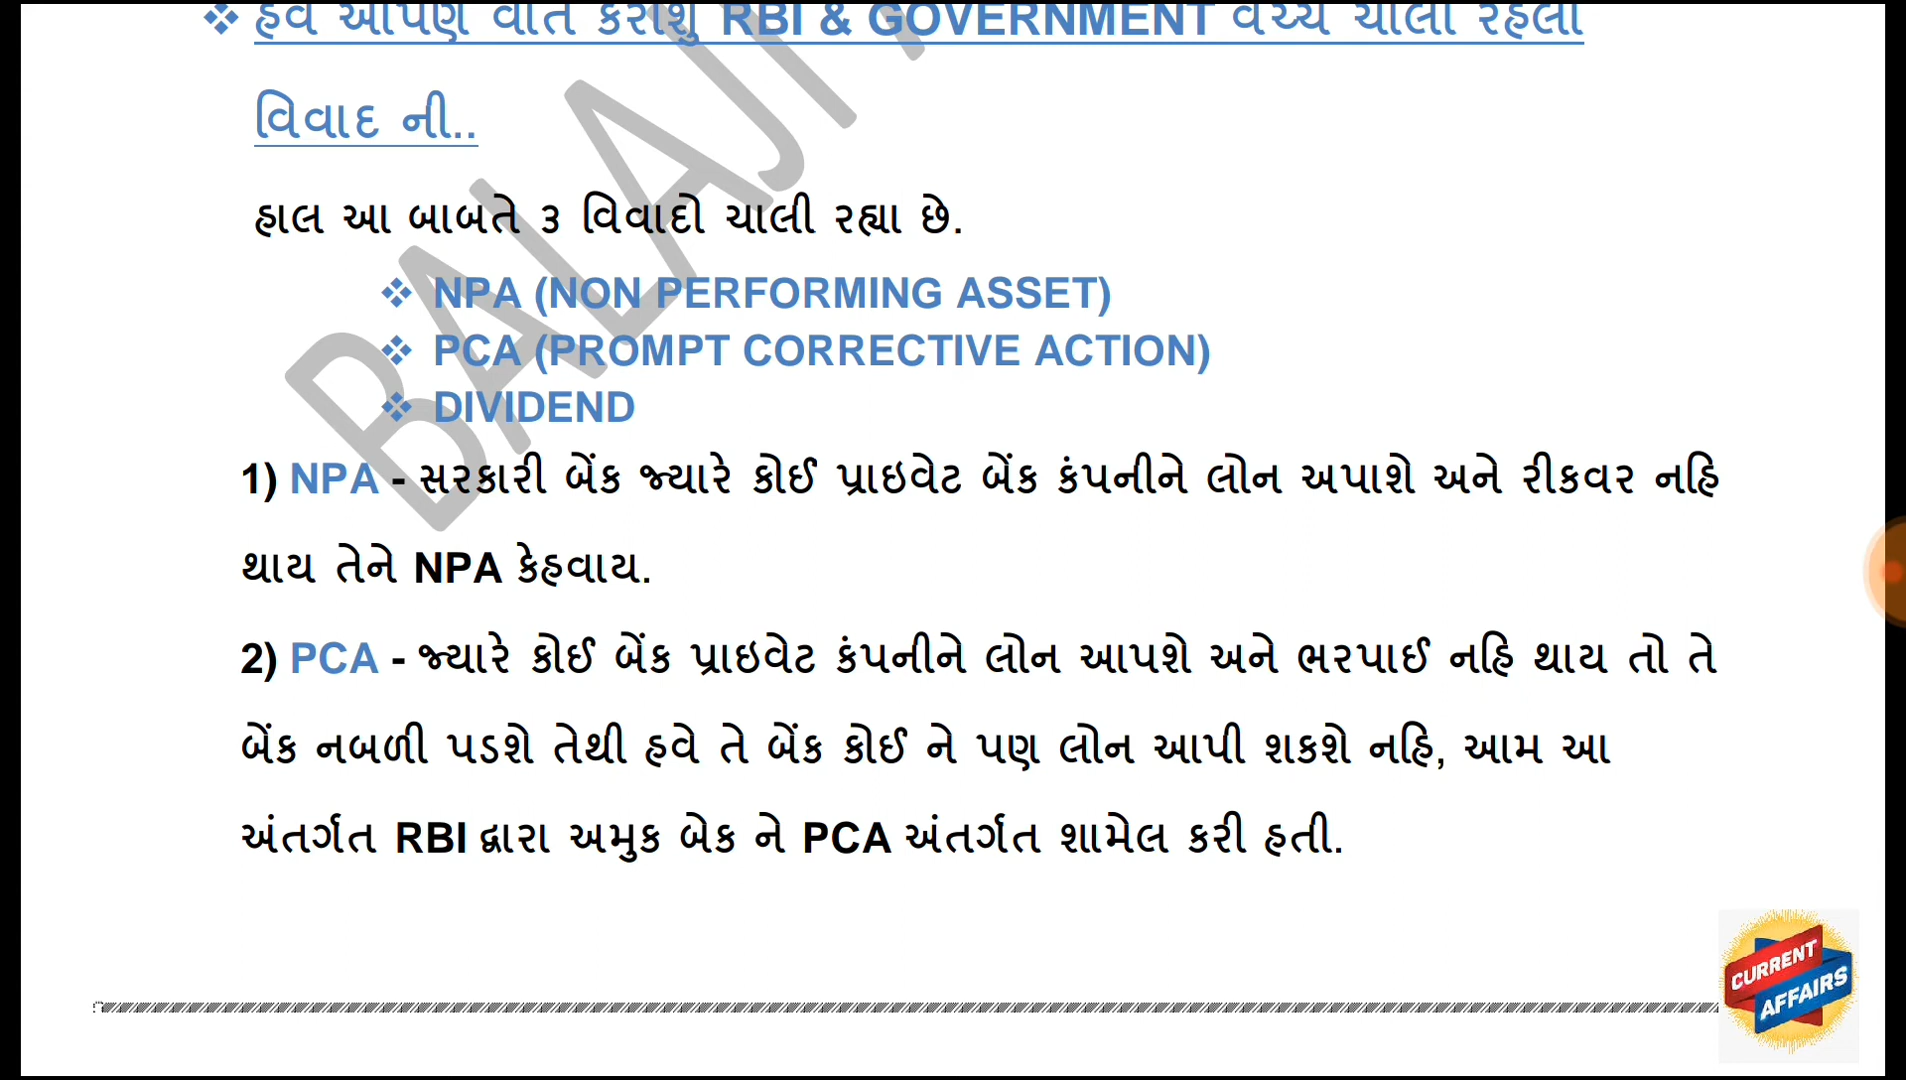 ❖ હવે આપણે વાત કરીશું RBI & GOVERNMENT વચ્ચે ચાલી રહેલી
વિવાદ ની..
હાલ આ બાબતે ૩ વિવાદો ચાલી રહ્યા છે.
❖ NPA (NON PERFORMING ASSET)
❖ PCA (PROMPT CORRECTIVE ACTION)
❖ DIVIDEND
1) NPA - સરકારી બેંક જ્યારે કોઈ પ્રાઇવેટ બેંક કંપનીને લોન અપાશે અને રીકવર નહિ
થાય તેને NPA કેહવાય.
2) PCA - જ્યારે કોઈ બેંક પ્રાઇવેટ કંપનીને લોન આપશે અને ભરપાઈ નહિ થાય તો તે
બેંક નબળી પડશે તેથી હવે તે બેંક કોઈ ને પણ લોન આપી શકશે નહિ, આમ આ
અંતર્ગત RBI દ્વારા અમુક બેક ને PCA અંતર્ગત શામેલ કરી હતી.
BALAJI
CURRENT
AFFAIRS